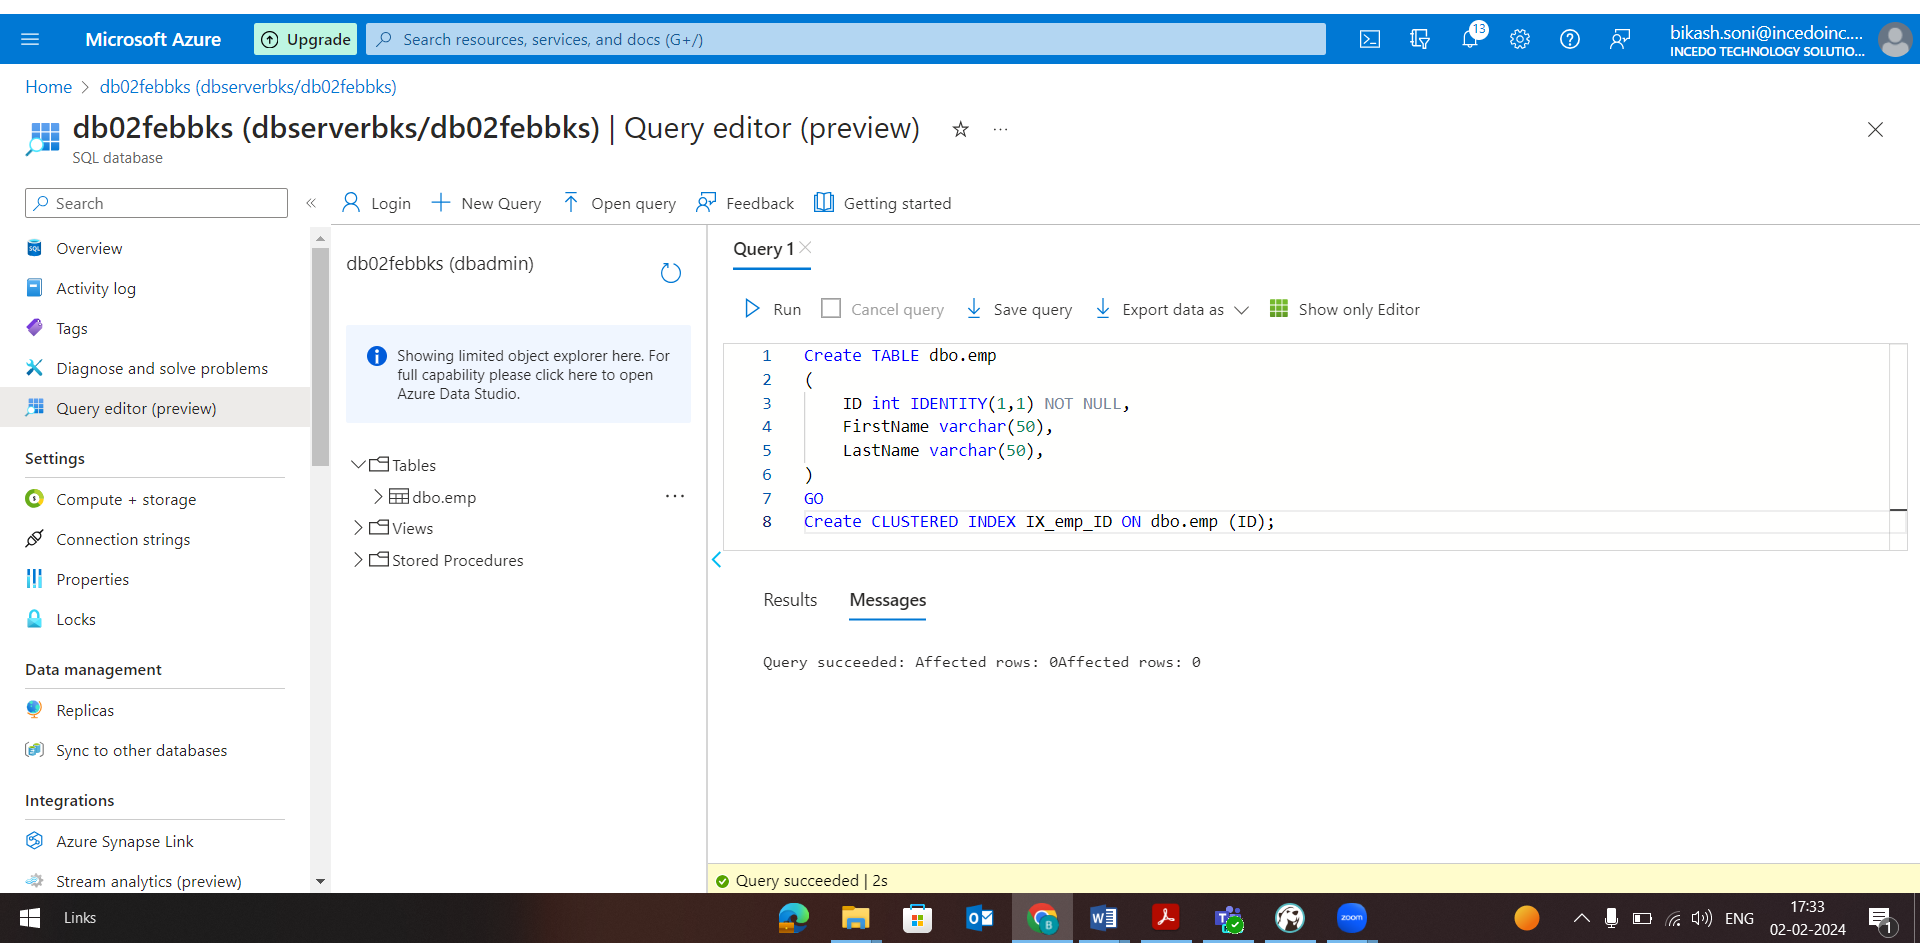 Microsoft Azure
Upgrade
Search resources, services, and docs (G+/)
13
bikash.soni@incedoinc....
INCEDO TECHNOLOGY SOLUTIO...
Home > db02febbks (dbserverbks/db02febbks)
db02febbks (dbserverbks/db02febbks) | Query editor (preview)
...
SQL database
Search
«
Login
New Query
Open query
Feedback
Getting started
Overview
Activity log
Tags
Diagnose and solve problems
Query editor (preview)
Settings
Compute + storage
Connection strings
Properties
Locks
Data management
Replicas
Sync to other databases
Integrations
Azure Synapse Link
Stream analytics (preview)
db02febbks (dbadmin)
Showing limited object explorer here. For
full capability please click here to open
Azure Data Studio.
Tables
dbo.emp
...
Views
Stored Procedures
Query 1
Run
Cancel query
Save query
Export data as
Show only Editor
1 Create TABLE dbo.emp
2 (
3 ID int IDENTITY(1,1) NOT NULL,
4 FirstName varchar(50),
5 LastName varchar(50),
6 )
7 GO
8 Create CLUSTERED INDEX IX_emp_ID ON dbo.emp (ID);
Results
Messages
Query succeeded: Affected rows: 0Affected rows: 0
Query succeeded | 2s
Links
B
zoom
ENG
17:33
02-02-2024
1